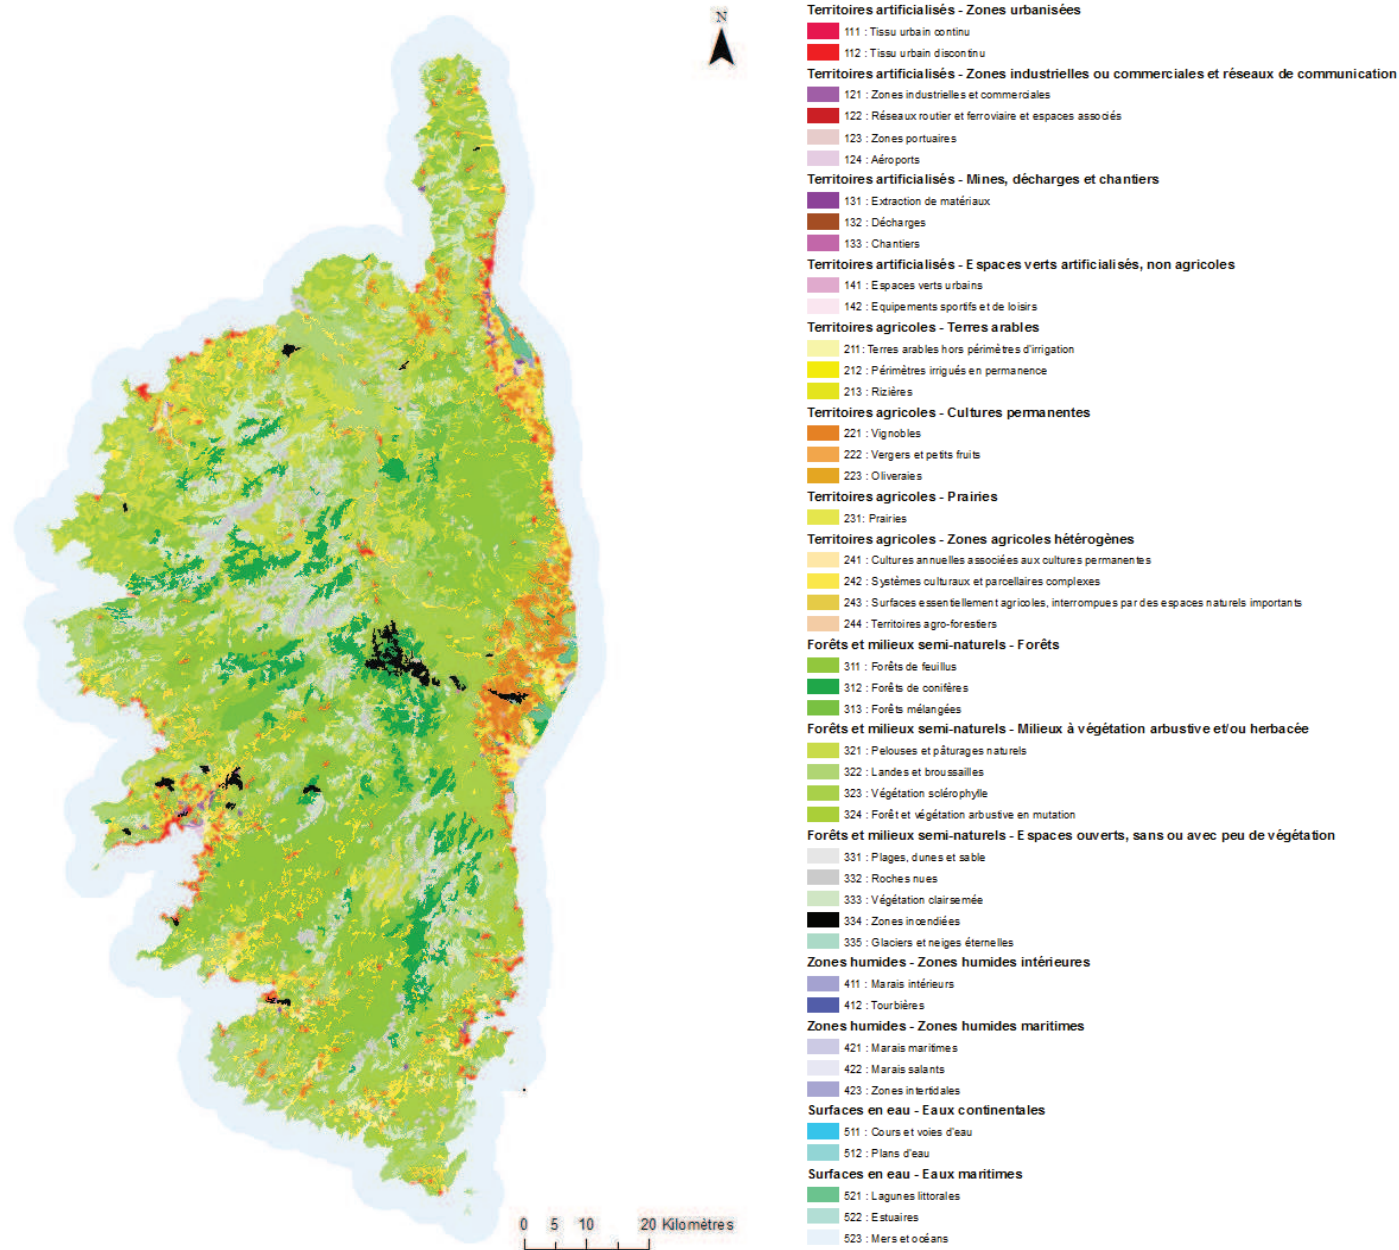 N
Territoires artificialisés - Zones urbanisées
111 : Tissu urbain continu
112 : Tissu urbain discontinu
Territoires artificialisés - Zones industrielles ou commerciales et réseaux de communication
121 : Zones industrielles et commerciales
122 : Réseaux routier et ferroviaire et espaces associés
123 : Zones portuaires
124 : Aéroports
Territoires artificialisés - Mines, décharges et chantiers
131 : Extraction de matériaux
132 : Décharges
133 : Chantiers
Territoires artificialisés - Espaces verts artificialisés, non agricoles
141 : Espaces verts urbains
142 : Equipements sportifs et de loisirs
Territoires agricoles - Terres arables
211: Terres arables hors périmètres d'irrigation
212 : Périmètres irrigués en permanence
213 : Rizières
Territoires agricoles - Cultures permanentes
221 : Vignobles
222 : Vergers et petits fruits
223 : Oliveraies
Territoires agricoles - Prairies
231: Prairies
Territoires agricoles - Zones agricoles hétérogènes
241 : Cultures annuelles associées aux cultures permanentes
242 : Systèmes culturaux et parcellaires complexes
243 : Surfaces essentiellement agricoles, interrompues par des espaces naturels importants
244 : Territoires agro-forestiers
Forêts et milieux semi-naturels - Forêts
311 : Forêts de feuillus
312 : Forêts de conifères
313 : Forêts mélangées
Forêts et milieux semi-naturels - Milieux à végétation arbustive et/ou herbacée
321 : Pelouses et pâturages naturels
322 : Landes et broussailles
323 : Végétation sclérophylle
324 : Forêt et végétation arbustive en mutation
Forêts et milieux semi-naturels - Espaces ouverts, sans ou avec peu de végétation
331 : Plages, dunes et sable
332 : Roches nues
333 : Végétation clairsemée
334 : Zones incendiées
335 : Glaciers et neiges éternelles
Zones humides - Zones humides intérieures
411 : Marais intérieurs
412 : Tourbières
Zones humides - Zones humides maritimes
421 : Marais maritimes
422 : Marais salants
423 : Zones intertidales
Surfaces en eau - Eaux continentales
511 : Cours et voies d'eau
512 : Plans d'eau
Surfaces en eau - Eaux maritimes
521 : Lagunes littorales
522 : Estuaires
523 : Mers et océans
0 5 10 20 Kilomètres